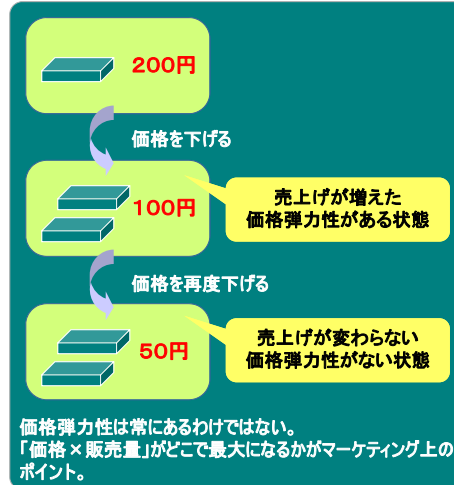 200円
価格を下げる
100円
売上げが増えた
価格弾力性がある状態
価格を再度下げる
50円
売上げが変わらない
価格弾力性がない状態
価格弾力性は常にあるわけではない。
「価格×販売量」がどこで最大になるかがマーケティング上の
ポイント。